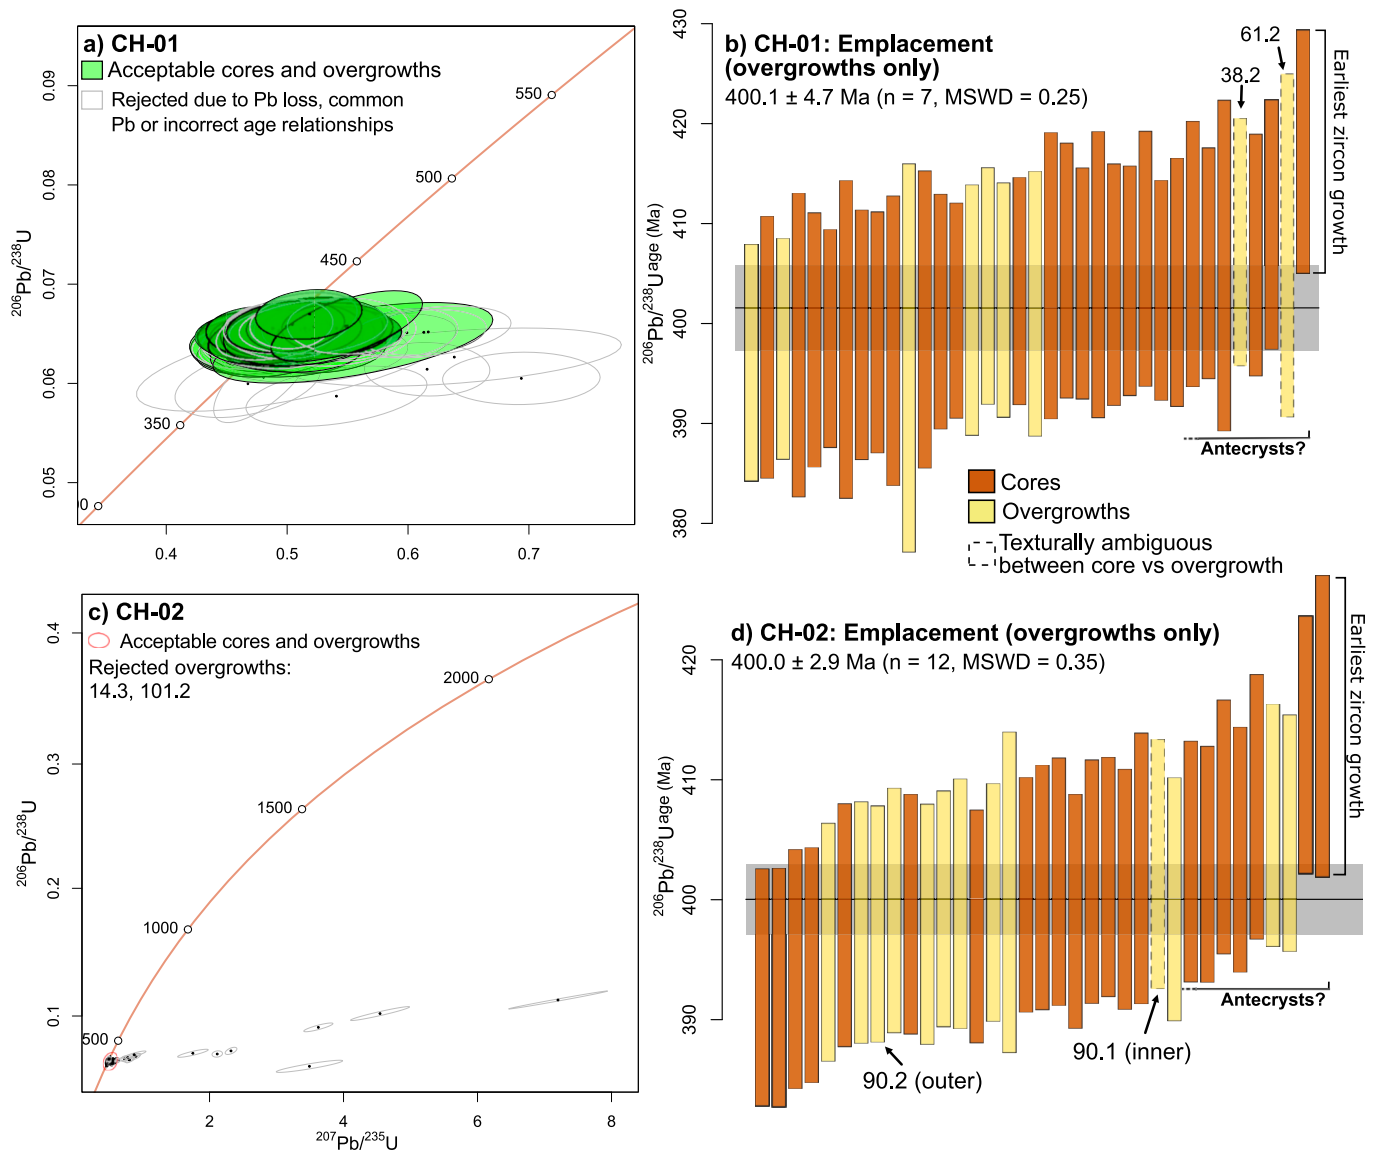 a) CH-01
Acceptable cores and overgrowths
Rejected due to Pb loss, common
Pb or incorrect age relationships
550
500
450
350
00
0.09
0.08
0.07
0.06
0.05
206Pb/238U
0.4
0.5
0.6
0.7
b) CH-01: Emplacement
(overgrowths only)
400.1 ± 4.7 Ma (n = 7, MSWD = 0.25)
61.2
38.2
Earliest zircon growth
430
420
410
400
390
380
206Pb/238U age (Ma)
Antecrysts?
Cores
Overgrowths
Texturally ambiguous
between core vs overgrowth
c) CH-02
Acceptable cores and overgrowths
Rejected overgrowths:
14.3, 101.2
2000
1500
1000
500
0.4
0.3
0.2
0.1
206Pb/238U
2
4
6
8
207Pb/235U
d) CH-02: Emplacement (overgrowths only)
400.0 ± 2.9 Ma (n = 12, MSWD = 0.35)
Earliest zircon growth
420
410
400
390
206Pb/238U age (Ma)
Antecrysts?
90.1 (inner)
90.2 (outer)